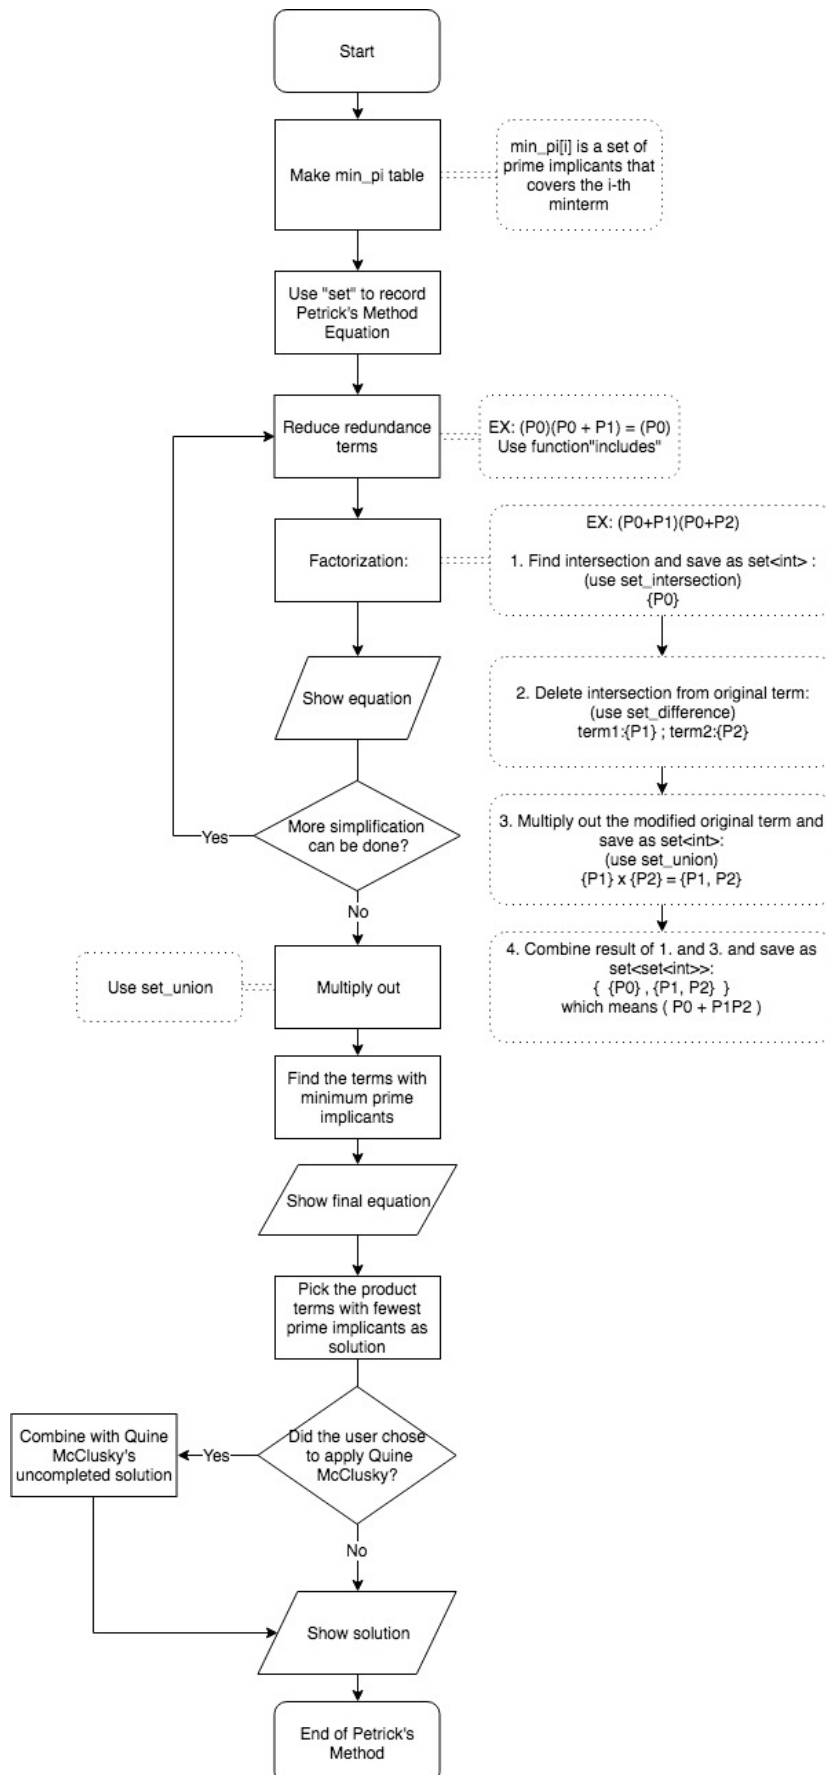 Start
Make min_pi table
min_pi[i] is a set of
prime implicants that
covers the i-th
minterm
Use "set" to record
Petrick's Method
Equation
Reduce redundance
terms
EX: (P0)(P0 + P1) = (P0)
Use function"includes"
Factorization:
EX: (P0+P1)(P0+P2)
1. Find intersection and save as set<int> :
(use set_intersection)
{P0}
Show equation
2. Delete intersection from original term:
(use set_difference)
term1:{P1} ; term2:{P2}
More simplification
can be done?
Yes
No
3. Multiply out the modified original term and
save as set<int>:
(use set_union)
{P1} x {P2} = {P1, P2}
Use set_union
Multiply out
4. Combine result of 1. and 3. and save as
set<set<int>>:
{ {P0} , {P1, P2} }
which means ( P0 + P1P2 )
Find the terms with
minimum prime
implicants
Show final equation
Pick the product
terms with fewest
prime implicants as
solution
Did the user chose
to apply Quine
McClusky?
Yes
Combine with Quine
McClusky's
uncompleted solution
No
Show solution
End of Petrick's
Method